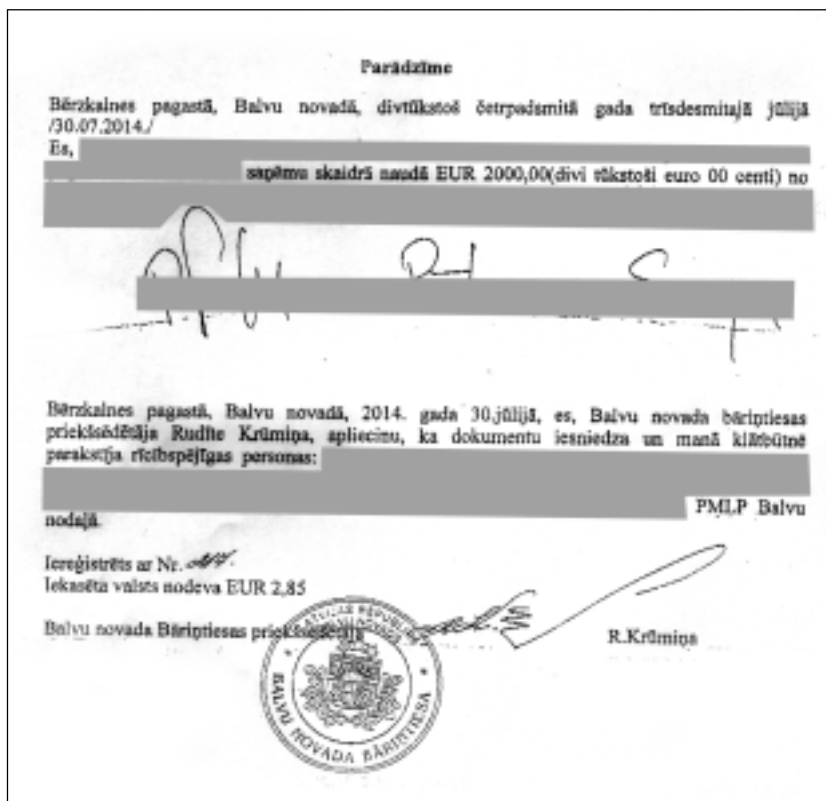 Parādzīme
Bērzkalnes pagastā, Balvu novadā, divtūkstoš četrpadsmitā gada trīsdesmitajā jūlijā
/30.07.2014./
Es,
saņēmu skaidrā naudā EUR 2000,00(divi tūkstoši euro 00 centi) no
Bērzkalnes pagastā, Balvu novadā, 2014. gada 30.jūlijā, es, Balvu novada bāriņtiesas
priekšsēdētāja Rudīte Krūmiņa, apliecinu, ka dokumentu iesniedza un manā klātbūtnē
parakstīja rīcībspējīgas personas:
PMLP Balvu
nodaļā.
Iereģistrēts ar Nr.
Iekasēta valsts nodeva EUR 2,85
Balvu novada Bāriņtiesas priekšsēdētāja
R.Krūmiņa
LATVIJAS REPUBLIKA
BALVU NOVADA BĀRIŅTIESA